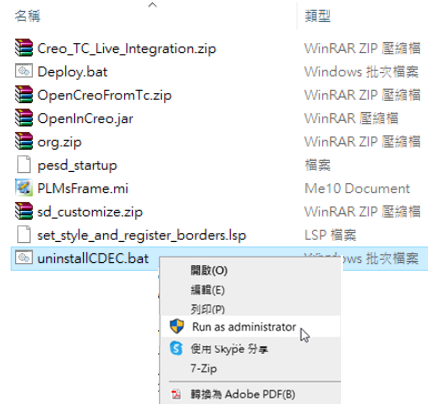 名稱 類型
Creo_TC_Live_Integration.zip WinRAR ZIP 壓縮檔
Deploy.bat Windows 批次檔案
OpenCreoFromTc.zip WinRAR ZIP 壓縮檔
OpenInCreo.jar WinRAR 壓縮檔
org.zip WinRAR ZIP 壓縮檔
pesd_startup 檔案
PLMsFrame.mi Me10 Document
sd_customize.zip WinRAR ZIP 壓縮檔
set_style_and_register_borders.lsp LSP 檔案
uninstallCDEC.bat Windows 批次檔案
開啟(O)
編輯(E)
列印(P)
Run as administrator
使用 Skype 分享
7-Zip
轉換為 Adobe PDF(B)